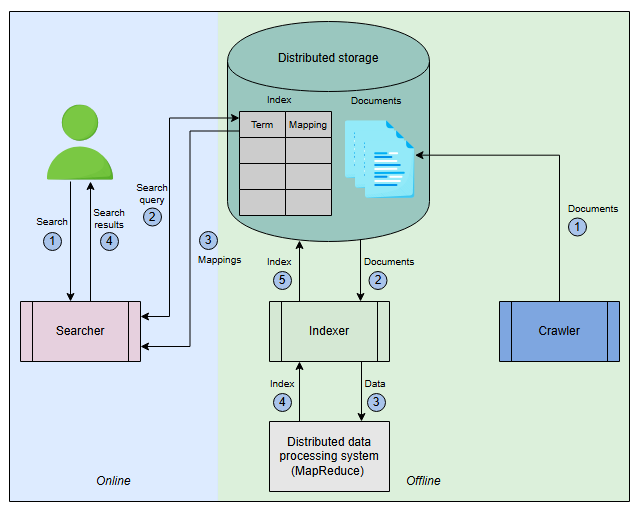 Distributed storage
Index
Documents
Term
Mapping
Search
query
2
Search
1
Search
results
4
3
Mappings
Documents
1
Index
5
Documents
2
Searcher
Indexer
Crawler
Index
4
Data
3
Distributed data
processing system
(MapReduce)
Online
Offline